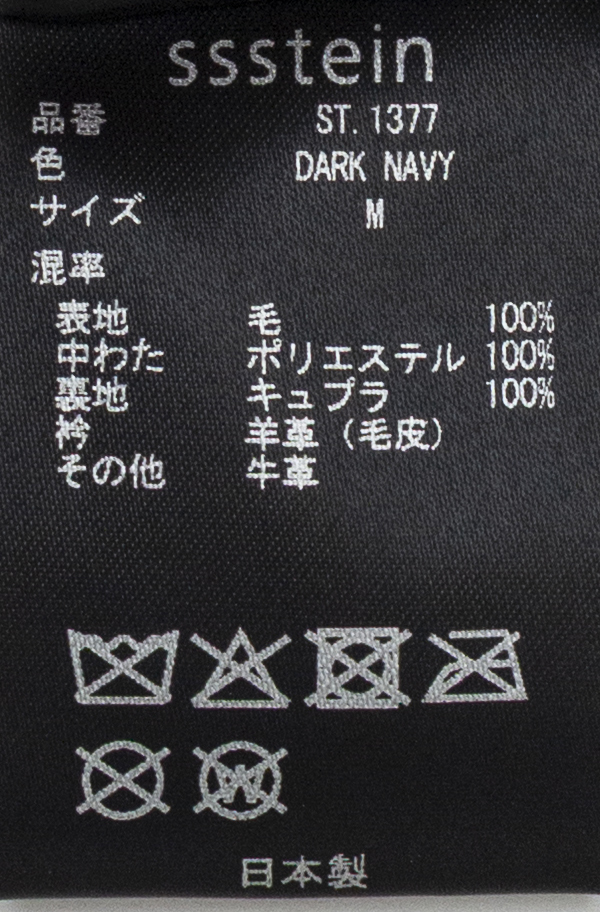 ssstein
品番 ST.1377
色 DARK NAVY
サイズ M
混率
表地 毛 100%
中わた ポリエステル 100%
裏地 キュプラ 100%
衿 羊革（毛皮）
その他 牛革
W
日本製